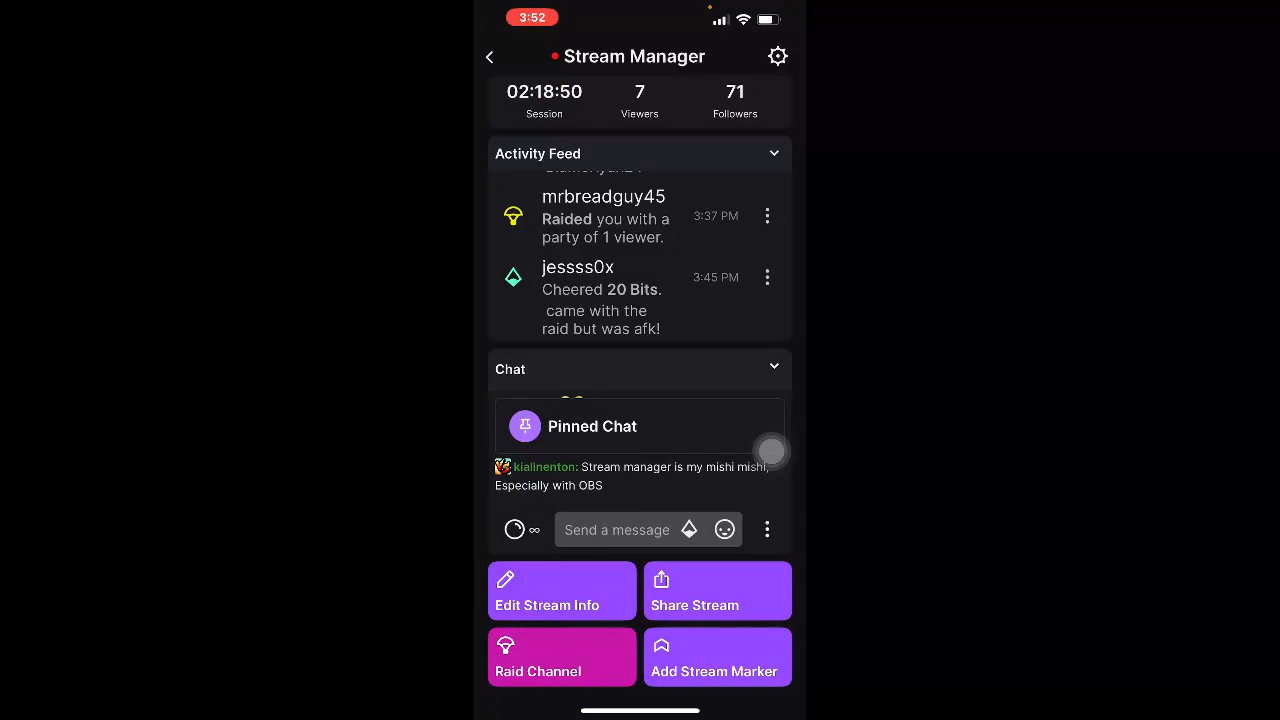 3:52
Stream Manager
02:18:50 7 71
Session Viewers Followers
Activity Feed
mrbreadguy45
Raided you with a 3:37 PM
party of 1 viewer.
jessss0x
Cheered 20 Bits. 3:45 PM
came with the
raid but was afk!
Chat
Pinned Chat
kiallnenton: Stream manager is my mishi mishi,
Especially with OBS
∞ Send a message
Edit Stream Info Share Stream
Raid Channel Add Stream Marker